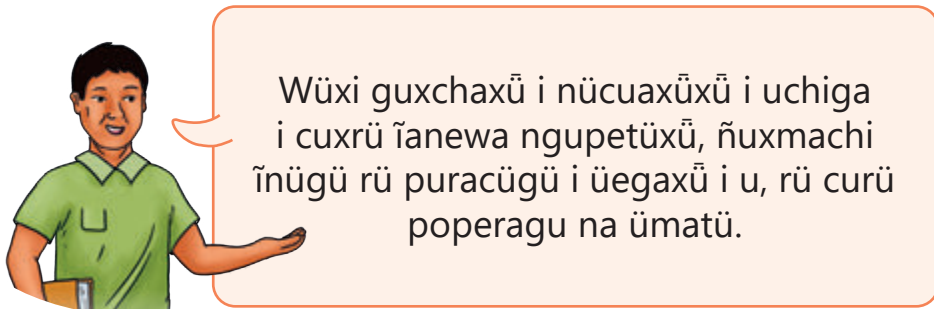 Wüxi guxchaxü̃ i nücuaxü̃xü̃ i uchiga
i cuxrü ĩanewa ngupetüxü̃, ñuxmachi
ĩnügü rü puracügü i üegaxü̃ i u, rü curü
poperagu na ümatü.